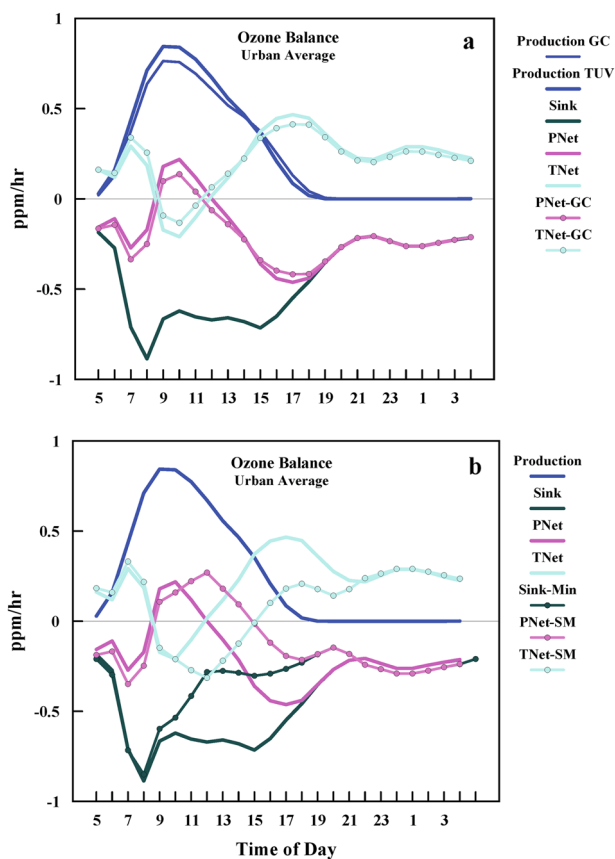 1
Ozone Balance
a
Urban Average
0.5
0
ppm/hr
-0.5
-1
5 7 9 11 13 15 17 19 21 23 1 3
Production GC
Production TUV
Sink
PNet
TNet
PNet-GC
TNet-GC
1
Ozone Balance
b
Urban Average
0.5
0
ppm/hr
-0.5
-1
5 7 9 11 13 15 17 19 21 23 1 3
Time of Day
Production
Sink
PNet
TNet
Sink-Min
PNet-SM
TNet-SM